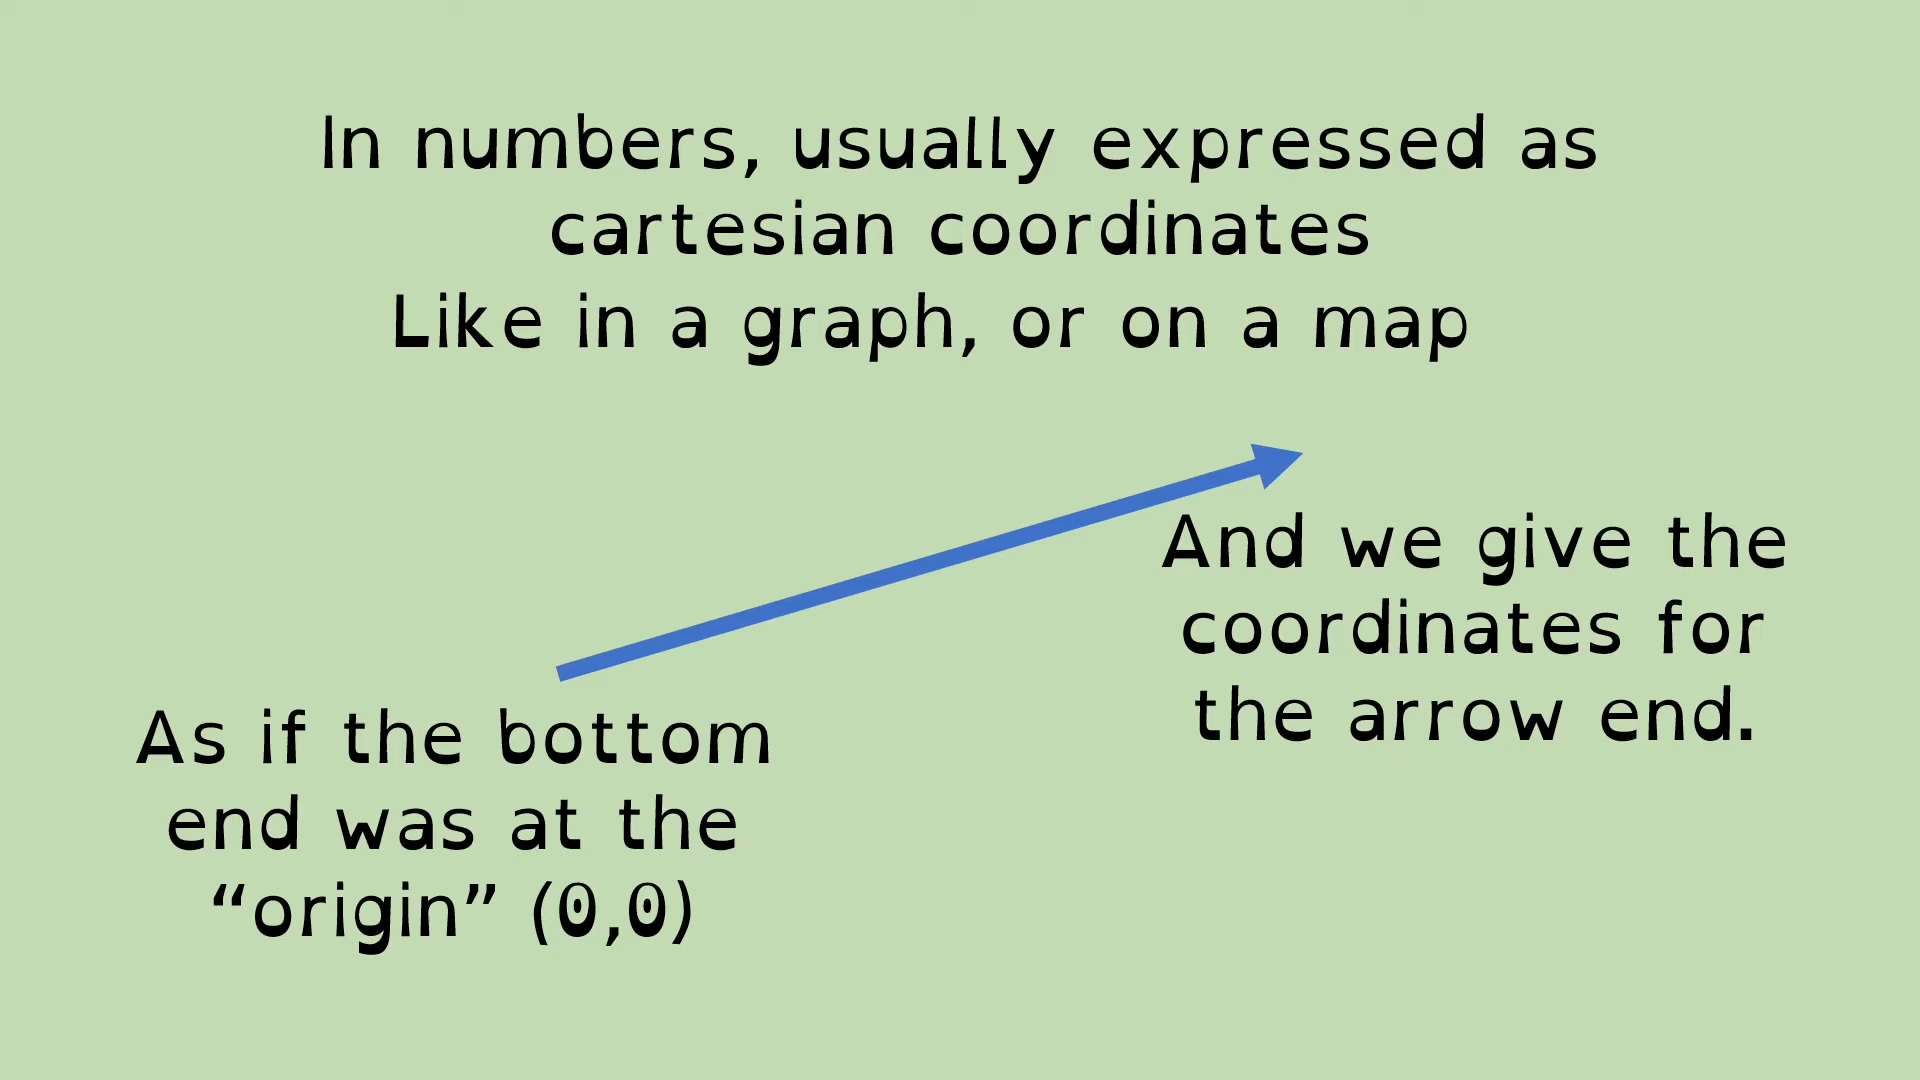 In numbers, usually expressed as
cartesian coordinates
Like in a graph, or on a map
And we give the
coordinates for
the arrow end.
As if the bottom
end was at the
“origin” (0,0)